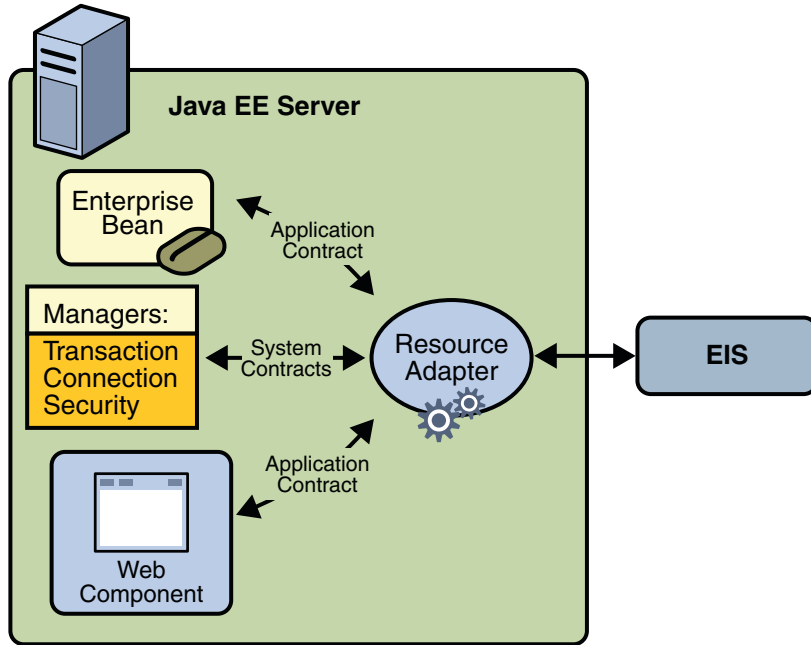 Java EE Server
Enterprise
Bean
Application
Contract
Managers:
Transaction
Connection
Security
System
Contracts
Resource
Adapter
EIS
Application
Contract
Web
Component